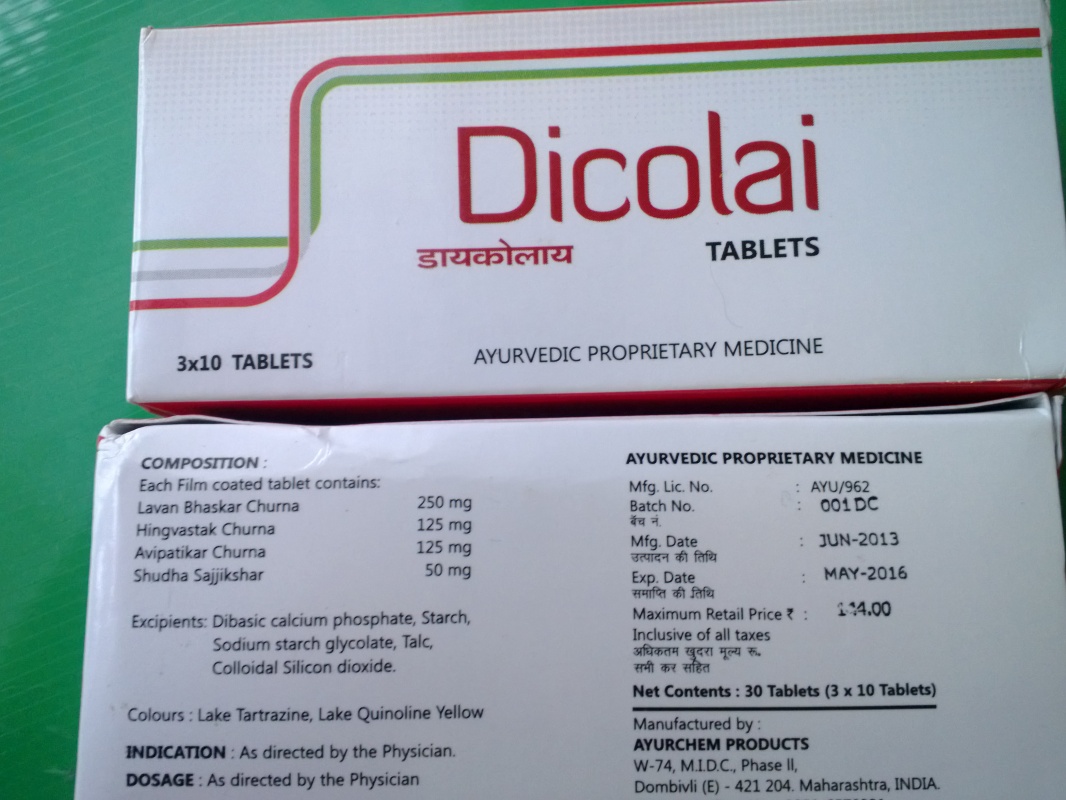 Dicolai
डायकोलाय TABLETS
3x10 TABLETS
AYURVEDIC PROPRIETARY MEDICINE
COMPOSITION :
Each Film coated tablet contains:
Lavan Bhaskar Churna 250 mg
Hingvastak Churna 125 mg
Avipatikar Churna 125 mg
Shudha Sajjikshar 50 mg
Excipients: Dibasic calcium phosphate, Starch,
Sodium starch glycolate, Talc,
Colloidal Silicon dioxide.
Colours : Lake Tartrazine, Lake Quinoline Yellow
INDICATION : As directed by the Physician.
DOSAGE : As directed by the Physician
AYURVEDIC PROPRIETARY MEDICINE
Mfg. Lic. No. : AYU/962
Batch No. : 001DC
बॅच नं.
Mfg. Date : JUN-2013
उत्पादन की तिथि
Exp. Date : MAY-2016
समाप्ति की तिथि
Maximum Retail Price ₹ :
Inclusive of all taxes
अधिकतम खुदरा मूल्य रू.
सभी कर सहित
Net Contents : 30 Tablets (3 x 10 Tablets)
Manufactured by :
AYURCHEM PRODUCTS
W-74, M.I.D.C., Phase II,
Dombivli (E) - 421 204. Maharashtra, INDIA.